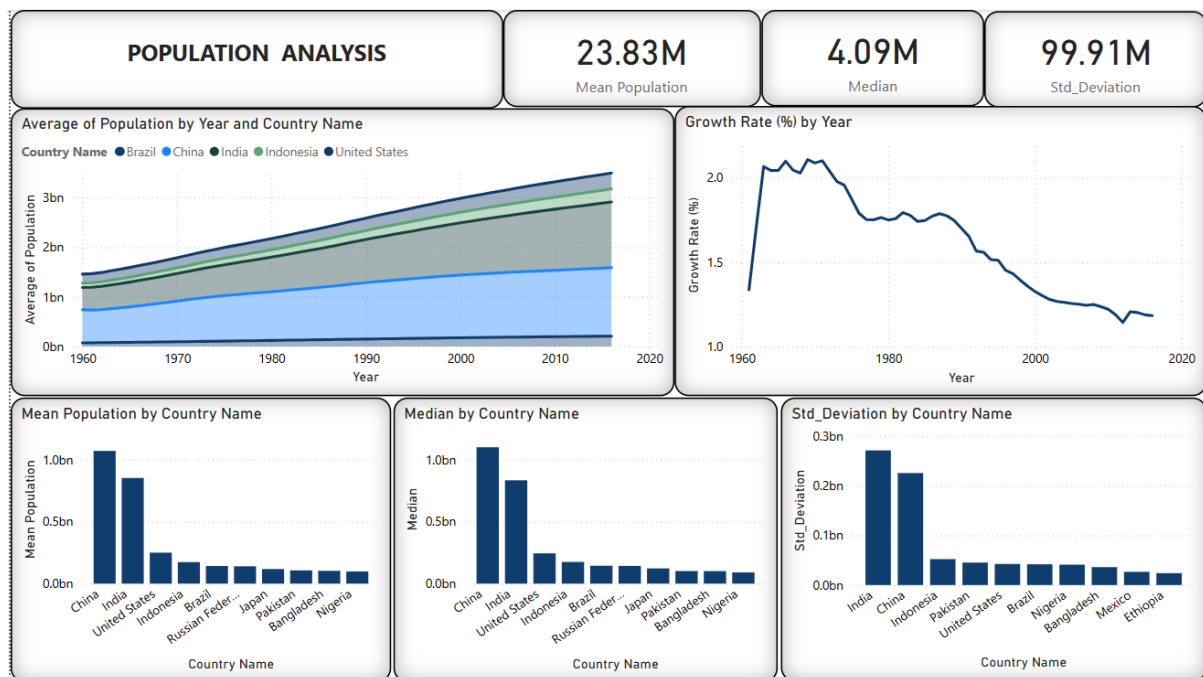 POPULATION ANALYSIS
23.83M
Mean Population
4.09M
Median
99.91M
Std_Deviation
Average of Population by Year and Country Name
Country Name Brazil China India Indonesia United States
3bn
2bn
1bn
0bn
Average of Population
1960 1970 1980 1990 2000 2010 2020
Year
Growth Rate (%) by Year
2.0
1.5
1.0
Growth Rate (%)
1960 1980 2000 2020
Year
Mean Population by Country Name
1.0bn
0.5bn
0.0bn
Mean Population
China India United States Indonesia Brazil Russian Feder... Japan Pakistan Bangladesh Nigeria
Country Name
Median by Country Name
1.0bn
0.5bn
0.0bn
Median
China India United States Indonesia Brazil Russian Feder... Japan Pakistan Bangladesh Nigeria
Country Name
Std_Deviation by Country Name
0.3bn
0.2bn
0.1bn
0.0bn
Std_Deviation
India China Indonesia Pakistan United States Brazil Nigeria Bangladesh Mexico Ethiopia
Country Name